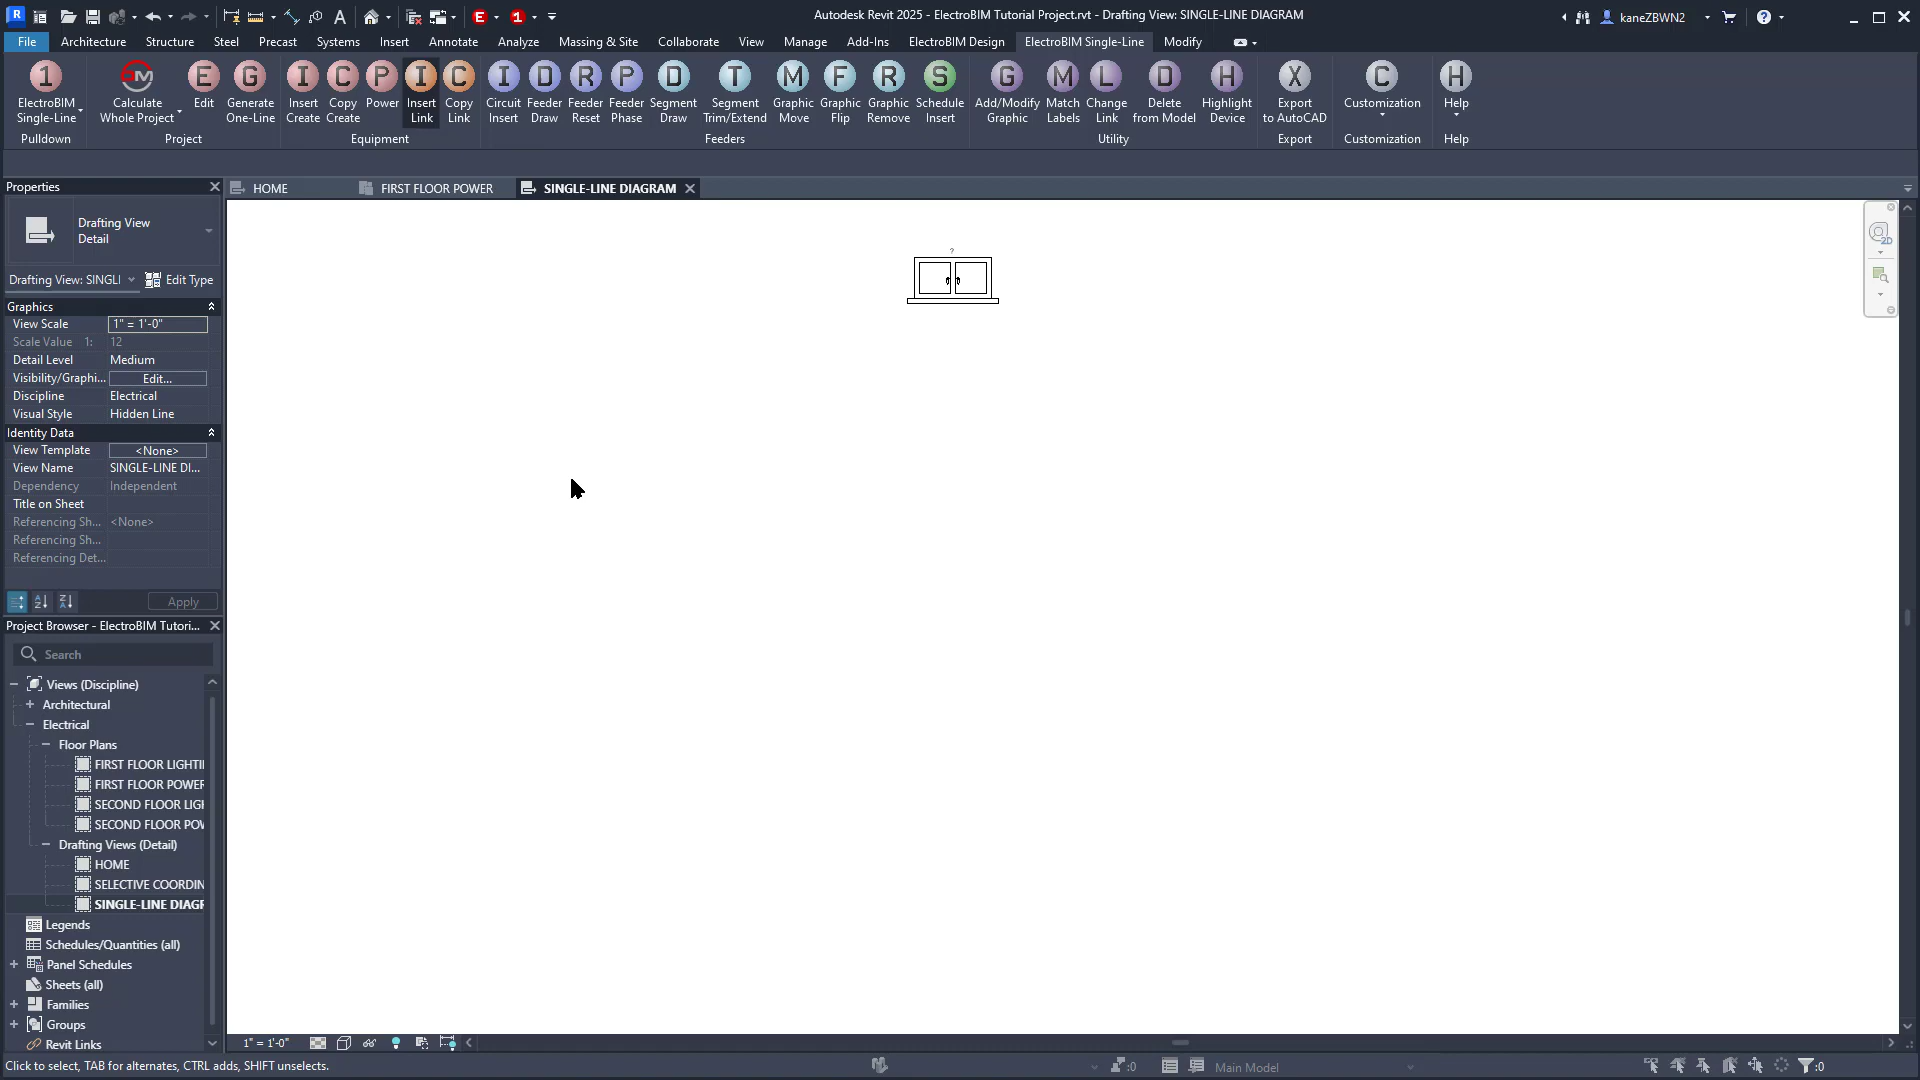 Autodesk Revit 2025 - ElectroBIM Tutorial Project.rvt - Drafting View: SINGLE-LINE DIAGRAM
kaneZBWN2
File Architecture Structure Steel Precast Systems Insert Annotate Analyze Massing & Site Collaborate View Manage Add-Ins ElectroBIM Design ElectroBIM Single-Line Modify
1 SM E G I C P I C I D R P D T M F R S G M L D H X C H
ElectroBIM Calculate Edit Generate Insert Copy Power Insert Copy Circuit Feeder Feeder Feeder Segment Segment Graphic Graphic Graphic Schedule Add/Modify Match Change Delete Highlight Export Customization Help
Single-Line Whole Project One-Line Create Create Link Link Insert Draw Reset Phase Draw Trim/Extend Move Flip Remove Insert Graphic Labels Link from Model Device to AutoCAD
Pulldown Project Equipment Feeders Utility Export Customization Help
Properties
HOME FIRST FLOOR POWER SINGLE-LINE DIAGRAM
Drafting View
Detail
Drafting View: SINGLI Edit Type
Graphics
View Scale 1" = 1'-0"
Scale Value 1: 12
Detail Level Medium
Visibility/Graphi... Edit...
Discipline Electrical
Visual Style Hidden Line
Identity Data
View Template <None>
View Name SINGLE-LINE DI...
Dependency Independent
Title on Sheet
Referencing Sh... <None>
Referencing Sh...
Referencing Det...
Apply
?
2D
Project Browser - ElectroBIM Tutori...
Search
Views (Discipline)
Architectural
Electrical
Floor Plans
FIRST FLOOR LIGHTI
FIRST FLOOR POWER
SECOND FLOOR LIGH
SECOND FLOOR POV
Drafting Views (Detail)
HOME
SELECTIVE COORDIN
SINGLE-LINE DIAGR
Legends
Schedules/Quantities (all)
Panel Schedules
Sheets (all)
Families
Groups
Revit Links
1" = 1'-0"
Click to select, TAB for alternates, CTRL adds, SHIFT unselects. :0 Main Model :0